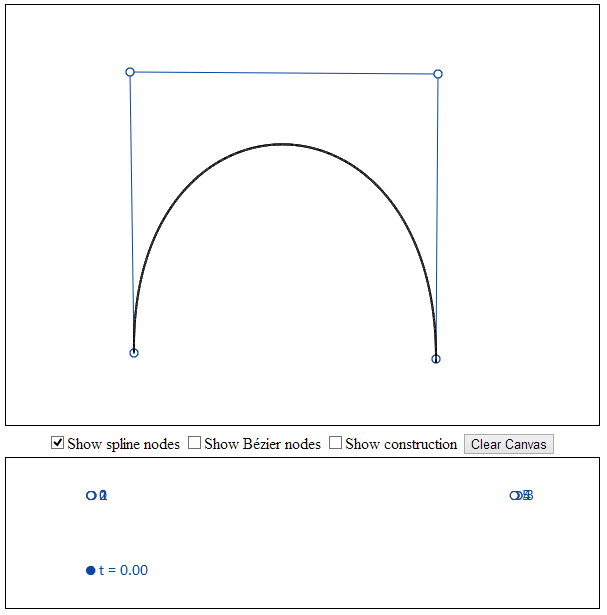 Show spline nodes Show Bézier nodes Show construction Clear Canvas
t = 0.00